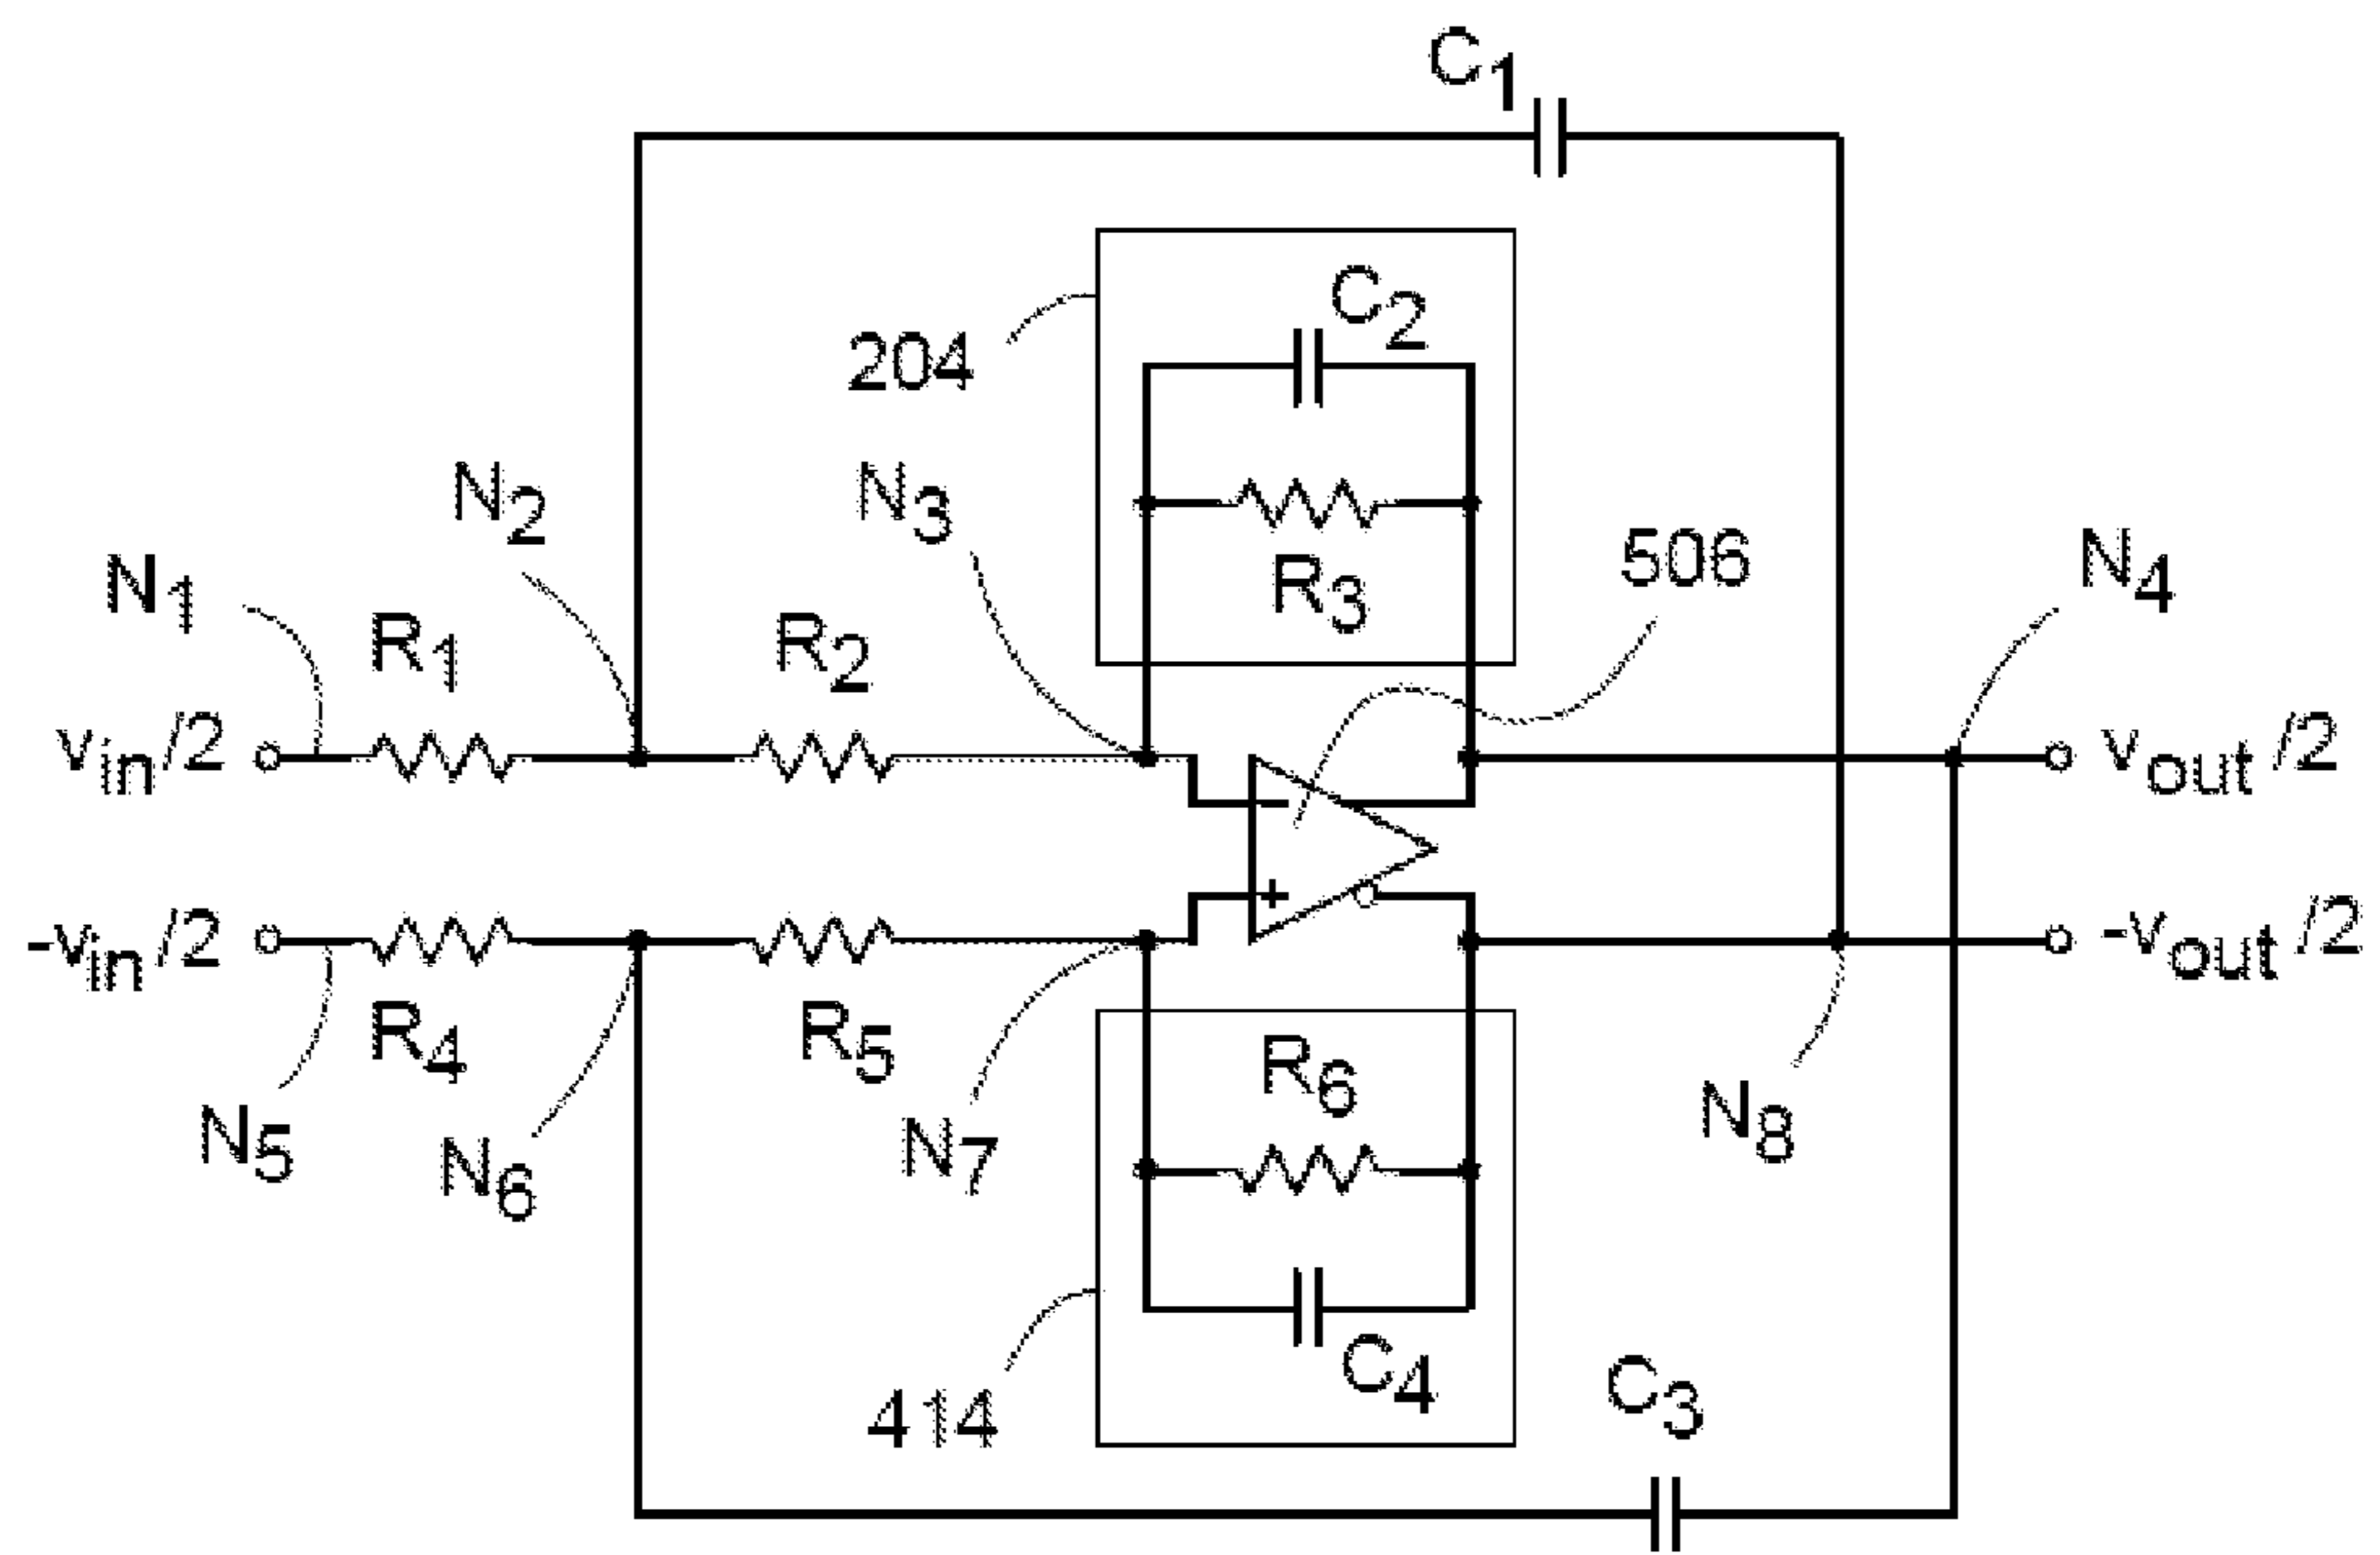 C1
C2
204
N2
N3
506
N4
N1
R3
R1
R2
vin/2
vout/2
-
+
-vin/2
-vout/2
R4
R5
R6
N5
N6
N7
N8
C4
C3
414